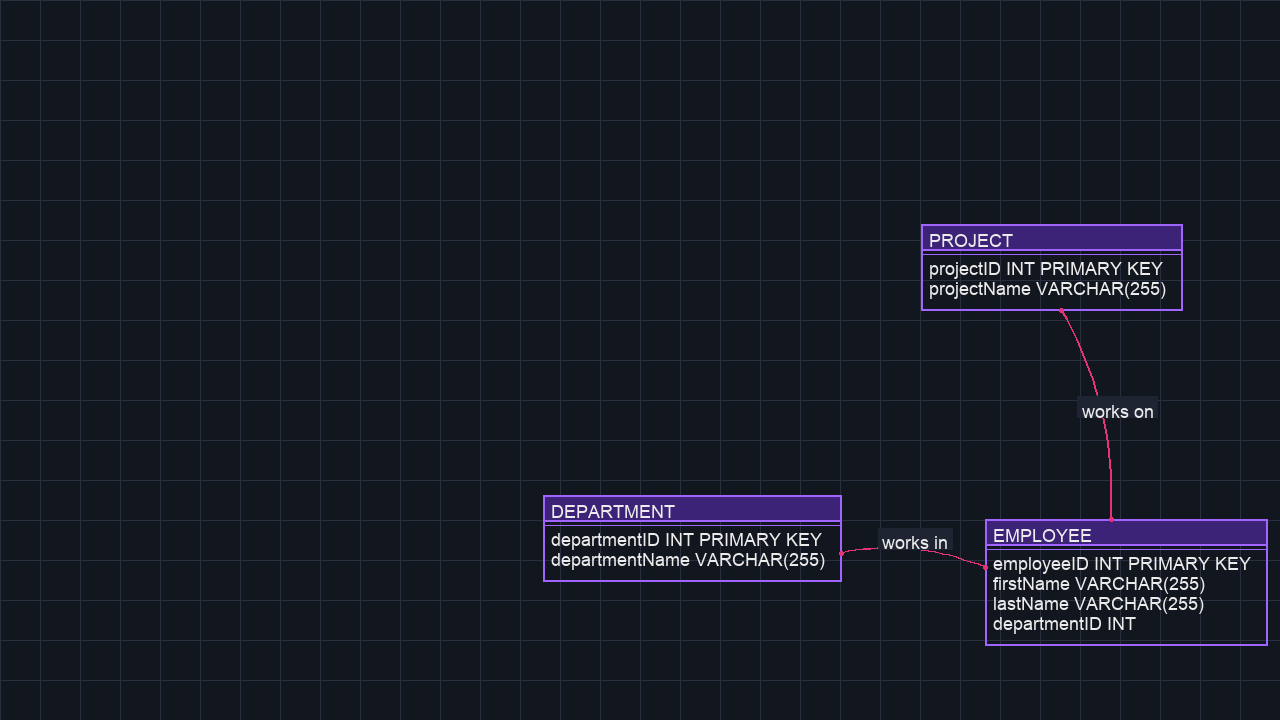 PROJECT
projectID INT PRIMARY KEY
projectName VARCHAR(255)
works on
DEPARTMENT
departmentID INT PRIMARY KEY
departmentName VARCHAR(255)
works in
EMPLOYEE
employeeID INT PRIMARY KEY
firstName VARCHAR(255)
lastName VARCHAR(255)
departmentID INT